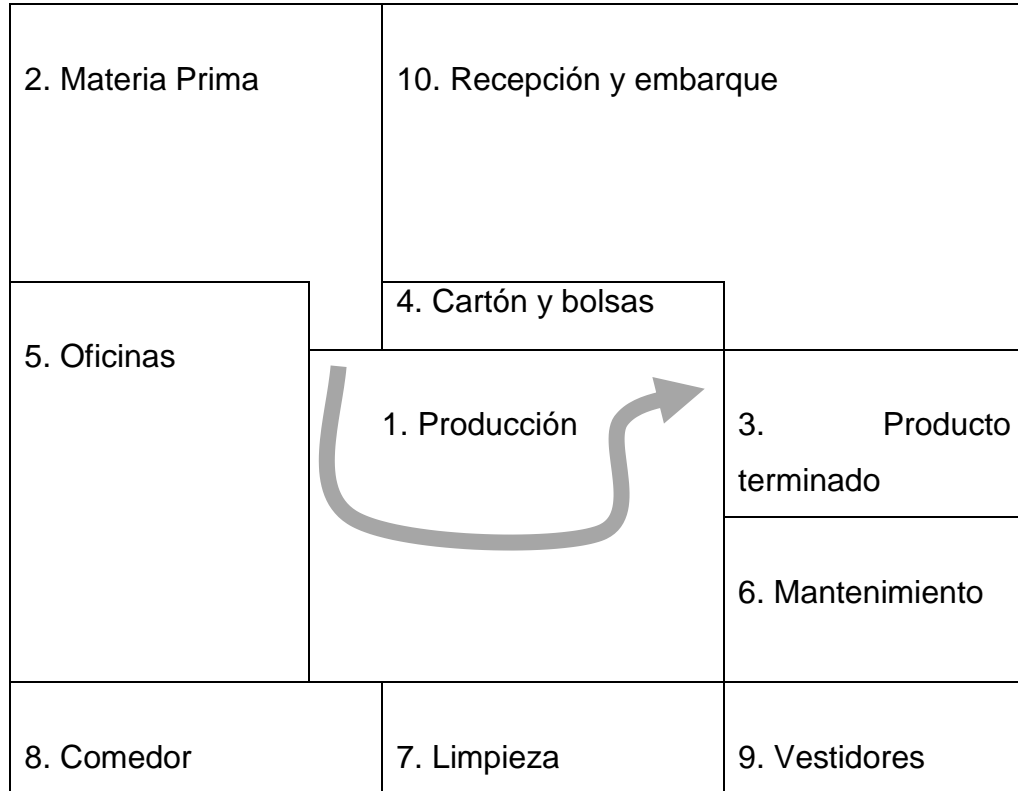 2. Materia Prima
10. Recepción y embarque
4. Cartón y bolsas
5. Oficinas
1. Producción
3. Producto
terminado
6. Mantenimiento
8. Comedor
7. Limpieza
9. Vestidores